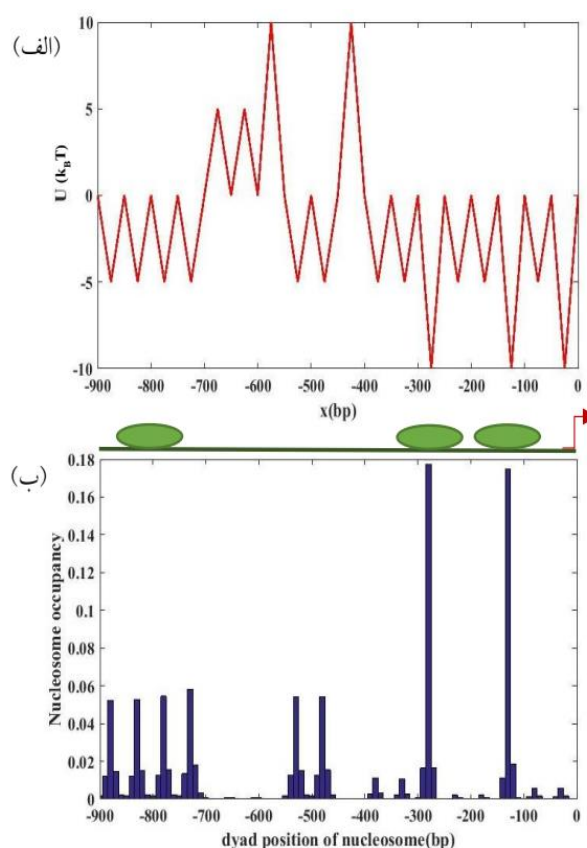 (الف)
10
5
0
-5
-10
U (kBT)
-900 -800 -700 -600 -500 -400 -300 -200 -100 0
x(bp)
(ب)
0.18
0.16
0.14
0.12
0.1
0.08
0.06
0.04
0.02
0
Nucleosome occupancy
-900 -800 -700 -600 -500 -400 -300 -200 -100 0
dyad position of nucleosome(bp)